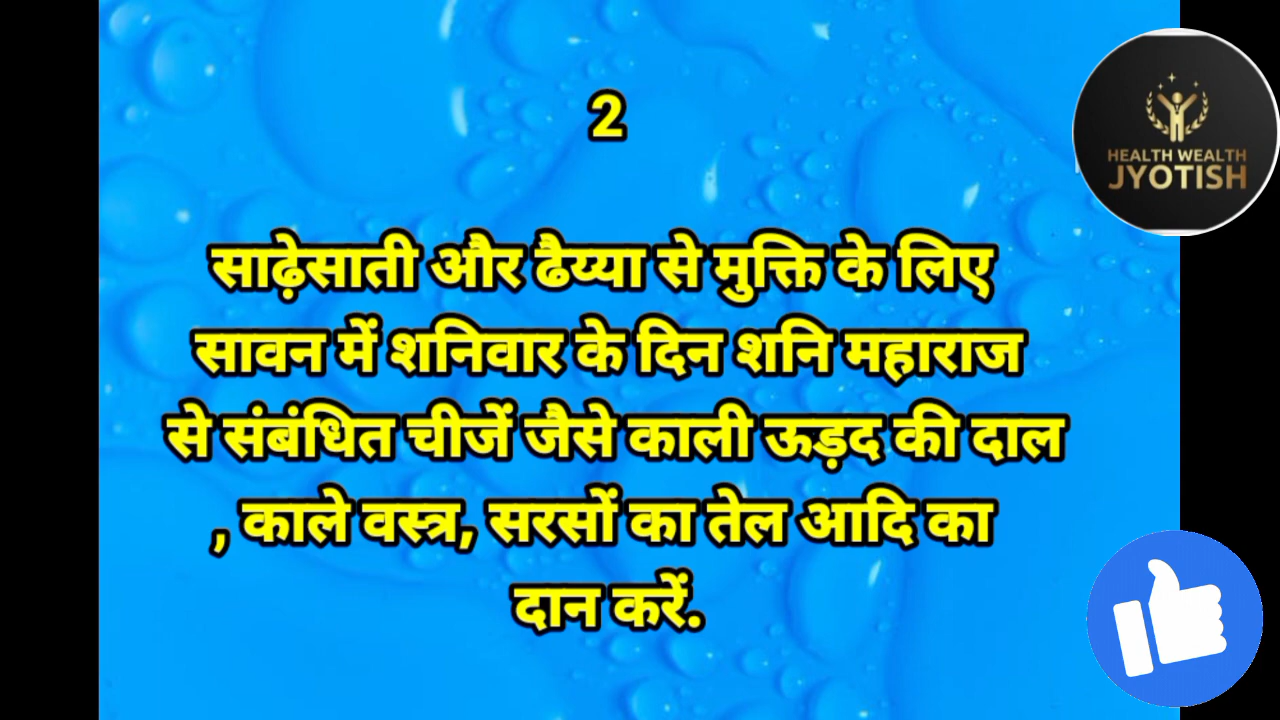 2
साढ़ेसाती और ढैय्या से मुक्ति के लिए
सावन में शनिवार के दिन शनि महाराज
से संबंधित चीजें जैसे काली ऊड़द की दाल
, काले वस्त्र, सरसों का तेल आदि का
दान करें.
HEALTH WEALTH
JYOTISH